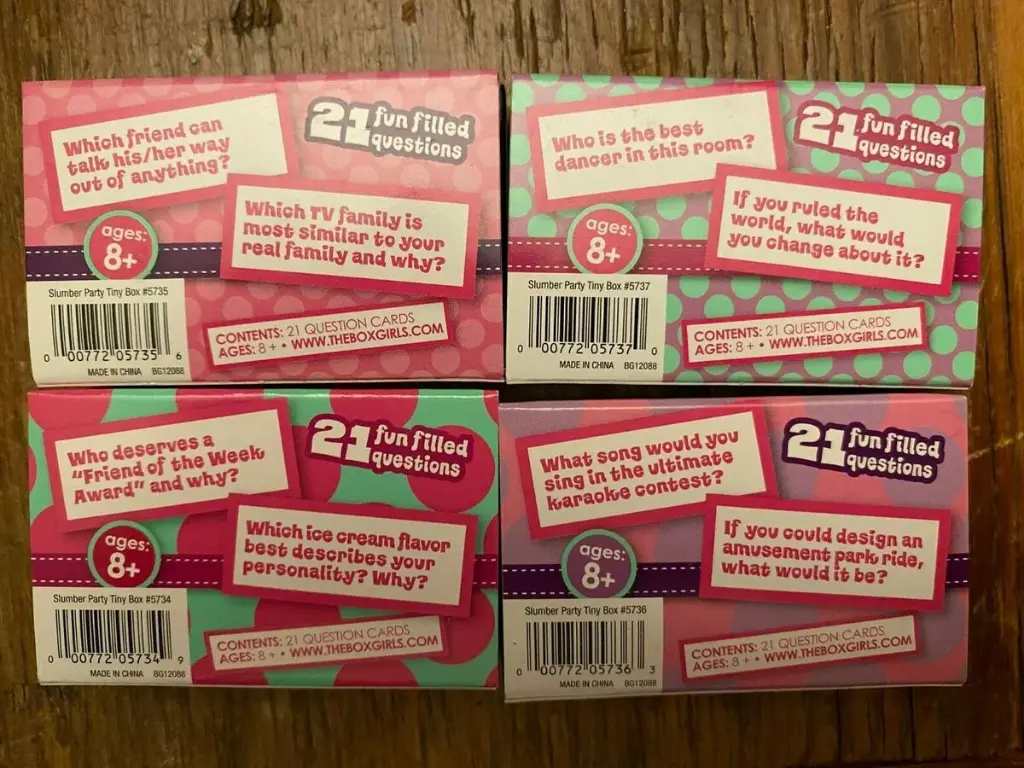 Which friend can
talk his/her way
out of anything?
21 fun filled
questions
Which TV family is
most similar to your
real family and why?
ages:
8+
Slumber Party Tiny Box #5735
0 00772 05735 6
MADE IN CHINA BG12088
CONTENTS: 21 QUESTION CARDS
AGES: 8+ • WWW.THEBOXGIRLS.COM
Who is the best
dancer in this room?
21 fun filled
questions
If you ruled the
world, what would
you change about it?
ages:
8+
Slumber Party Tiny Box #5737
0 00772 05737 0
MADE IN CHINA BG12088
CONTENTS: 21 QUESTION CARDS
AGES: 8+ • WWW.THEBOXGIRLS.COM
Who deserves a
"Friend of the Week
Award" and why?
21 fun filled
questions
Which ice cream flavor
best describes your
personality? Why?
ages:
8+
Slumber Party Tiny Box #5734
0 00772 05734 9
MADE IN CHINA BG12088
CONTENTS: 21 QUESTION CARDS
AGES: 8+ • WWW.THEBOXGIRLS.COM
What song would you
sing in the ultimate
karaoke contest?
21 fun filled
questions
If you could design an
amusement park ride,
what would it be?
ages:
8+
Slumber Party Tiny Box #5736
0 00772 05736 3
MADE IN CHINA BG12088
CONTENTS: 21 QUESTION CARDS
AGES: 8+ • WWW.THEBOXGIRLS.COM